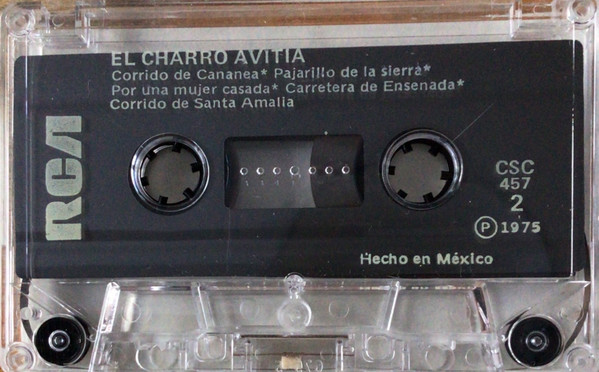 EL CHARRO AVITIA
Corrido de Cananea* Pajarillo de la sierra*
Por una mujer casada* Carretera de Ensenada*
Corrido de Santa Amalia
RCA
CSC
457
2
Ⓟ 1975
Hecho en México